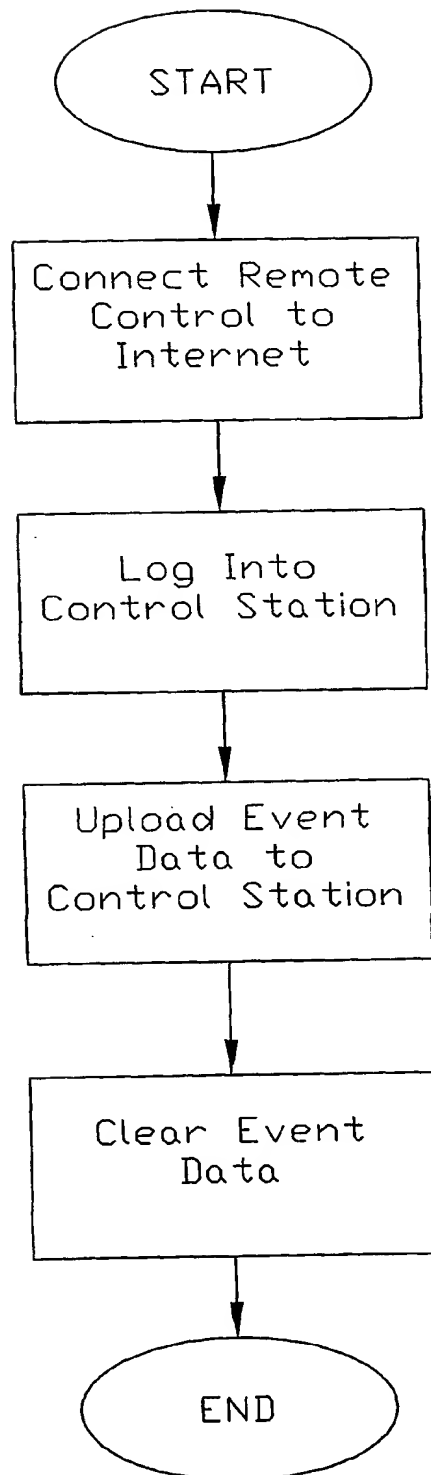 START
Connect Remote
Control to
Internet
Log Into
Control Station
Upload Event
Data to
Control Station
Clear Event
Data
END